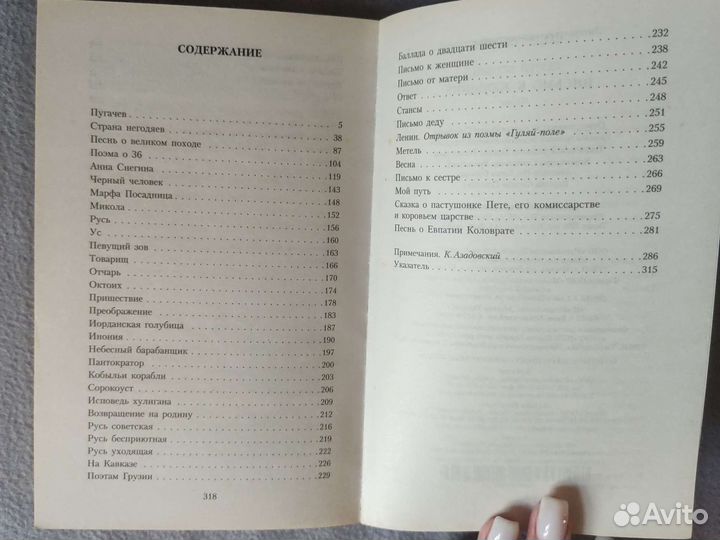 СОДЕРЖАНИЕ
Пугачев 5
Страна негодяев 38
Песнь о великом походе 87
Поэма о 36 104
Анна Снегина 119
Черный человек 143
Марфа Посадница 148
Микола 152
Русь 156
Ус 160
Певущий зов 163
Товарищ 166
Отчарь 170
Октоих 174
Пришествие 178
Преображение 183
Иорданская голубица 187
Инония 190
Небесный барабанщик 197
Пантократор 200
Кобыльи корабли 203
Сорокоуст 206
Исповедь хулигана 209
Возвращение на родину 212
Русь советская 216
Русь бесприютная 219
Русь уходящая 222
На Кавказе 226
Поэтам Грузии 229
318
Баллада о двадцати шести 232
Письмо к женщине 238
Письмо от матери 242
Ответ 245
Стансы 248
Письмо деду 251
Ленин. Отрывок из поэмы «Гуляй-поле» 255
Метель 259
Весна 263
Письмо к сестре 266
Мой путь 269
Сказка о пастушонке Пете, его комиссарстве
и коровьем царстве 275
Песнь о Евпатии Коловрате 281
Примечания. К. Азадовский 286
Указатель 315
Avito